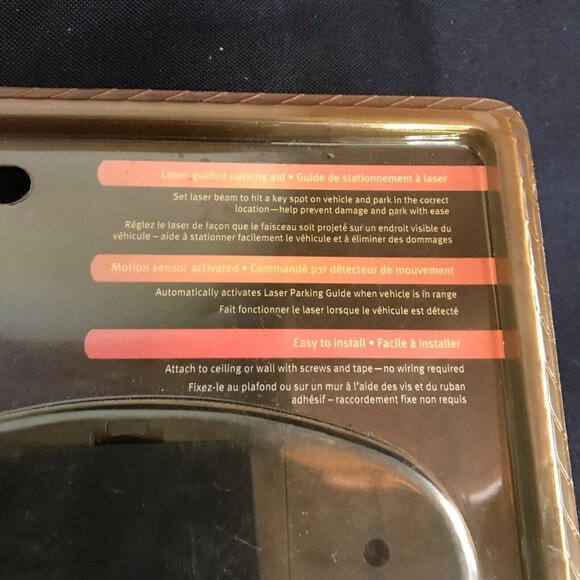 Laser-guided parking aid • Guide de stationnement à laser
Set laser beam to hit a key spot on vehicle and park in the correct
location—help prevent damage and park with ease
Réglez le laser de façon que le faisceau soit projeté sur un endroit visible du
véhicule – aide à stationner facilement le véhicule et à éliminer des dommages
Motion sensor activated • Commandé par détecteur de mouvement
Automatically activates Laser Parking Guide when vehicle is in range
Fait fonctionner le laser lorsque le véhicule est détecté
Easy to install • Facile à installer
Attach to ceiling or wall with screws and tape—no wiring required
Fixez-le au plafond ou sur un mur à l'aide des vis et du ruban
adhésif – raccordement fixe non requis